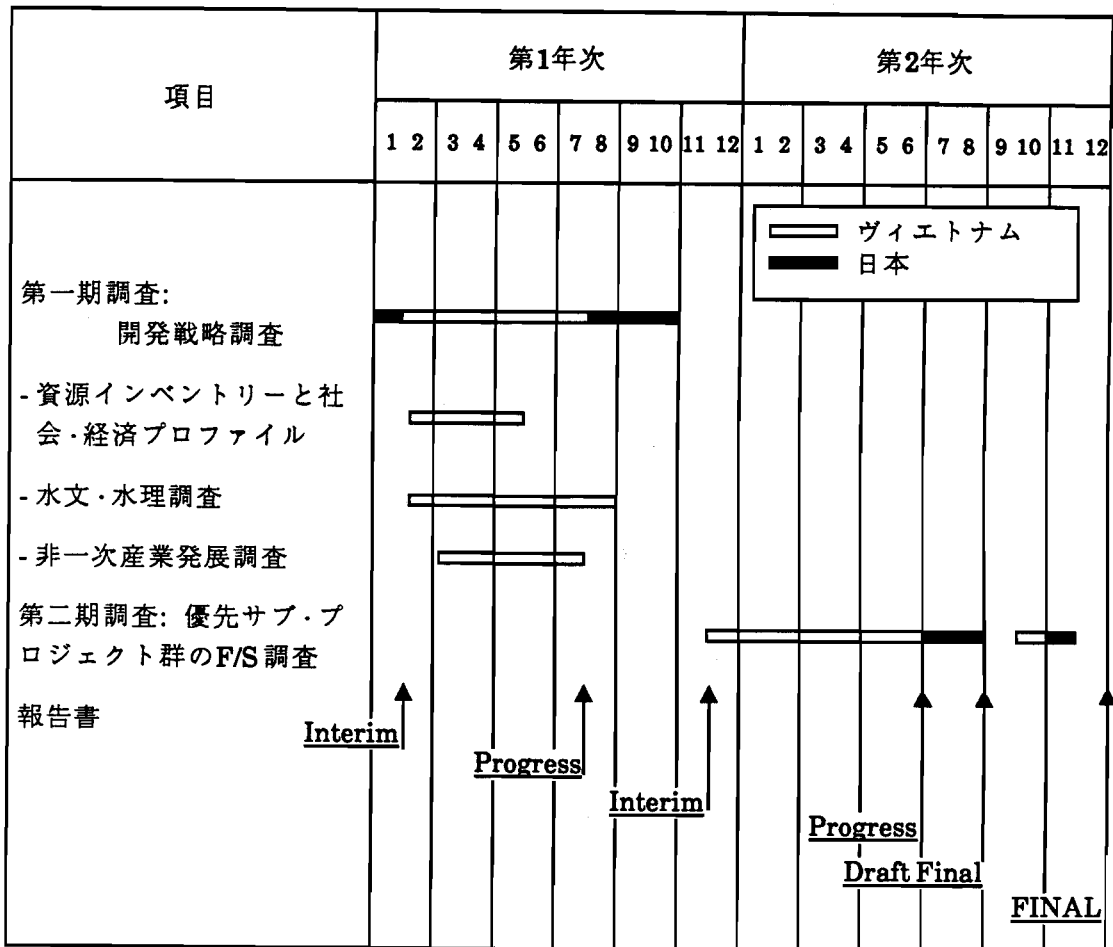 項目
第1年次
第2年次
1 2 3 4 5 6 7 8 9 10 11 12 1 2 3 4 5 6 7 8 9 10 11 12
ヴィエトナム
日本
第一期調査:
開発戦略調査
- 資源インベントリーと社
会・経済プロファイル
- 水文・水理調査
- 非一次産業発展調査
第二期調査: 優先サブ・プ
ロジェクト群のF/S調査
報告書
Interim
Progress
Interim
Progress
Draft Final
FINAL